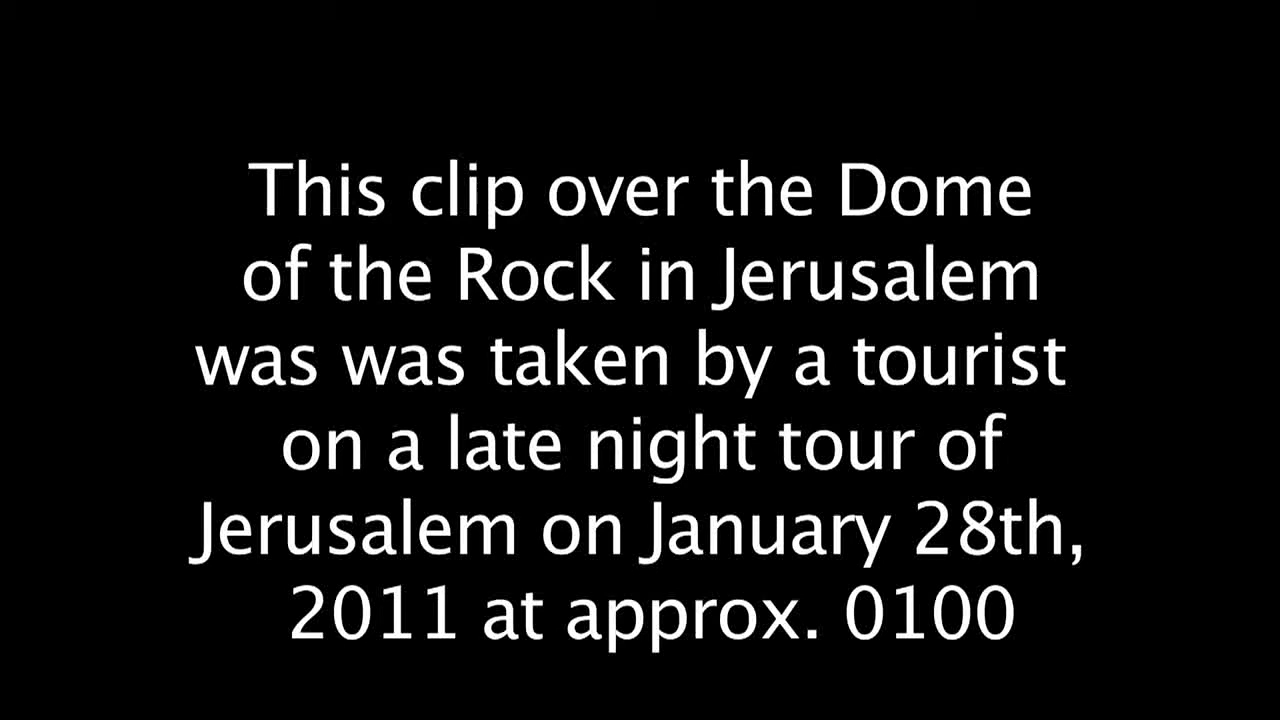 This clip over the Dome
of the Rock in Jerusalem
was was taken by a tourist
on a late night tour of
Jerusalem on January 28th,
2011 at approx. 0100